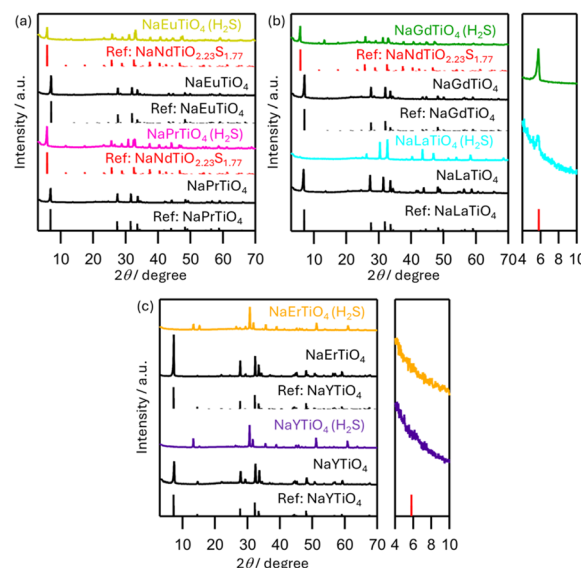 (a)
NaEuTiO4 (H2S)
Ref: NaNdTiO2.23S1.77
NaEuTiO4
Ref: NaEuTiO4
NaPrTiO4 (H2S)
Ref: NaNdTiO2.23S1.77
NaPrTiO4
Ref: NaPrTiO4
Intensity / a.u.
10 20 30 40 50 60 70
2θ / degree
(b)
NaGdTiO4 (H2S)
Ref: NaNdTiO2.23S1.77
NaGdTiO4
Ref: NaGdTiO4
NaLaTiO4 (H2S)
NaLaTiO4
Ref: NaLaTiO4
Intensity / a.u.
10 20 30 40 50 60 70
2θ / degree
4 6 8 10
(c)
NaErTiO4 (H2S)
NaErTiO4
Ref: NaYTiO4
NaYTiO4 (H2S)
NaYTiO4
Ref: NaYTiO4
Intensity / a.u.
10 20 30 40 50 60 70
2θ / degree
4 6 8 10